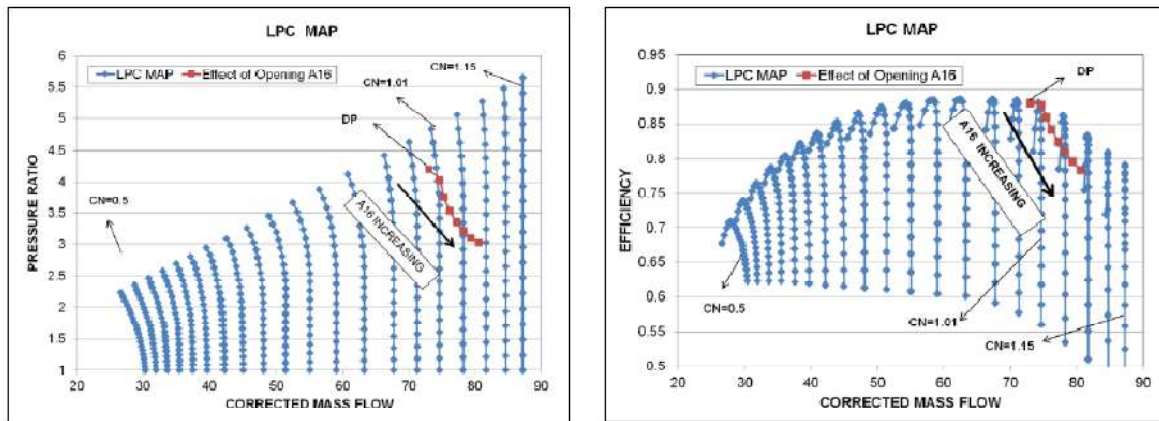 LPC MAP
LPC MAP
Effect of Opening A16
CN=1.15
CN=1.01
DP
CN=0.5
A16 INCREASING
PRESSURE RATIO
6
5.5
5
4.5
4
3.5
3
2.5
2
1.5
1
20 30 40 50 60 70 80 90
CORRECTED MASS FLOW
LPC MAP
LPC MAP
Effect of Opening A16
DP
A16 INCREASING
CN=0.5
CN=1.01
CN=1.15
EFFICIENCY
0.95
0.9
0.85
0.8
0.75
0.7
0.65
0.6
0.55
0.5
20 30 40 50 60 70 80 90
CORRECTED MASS FLOW